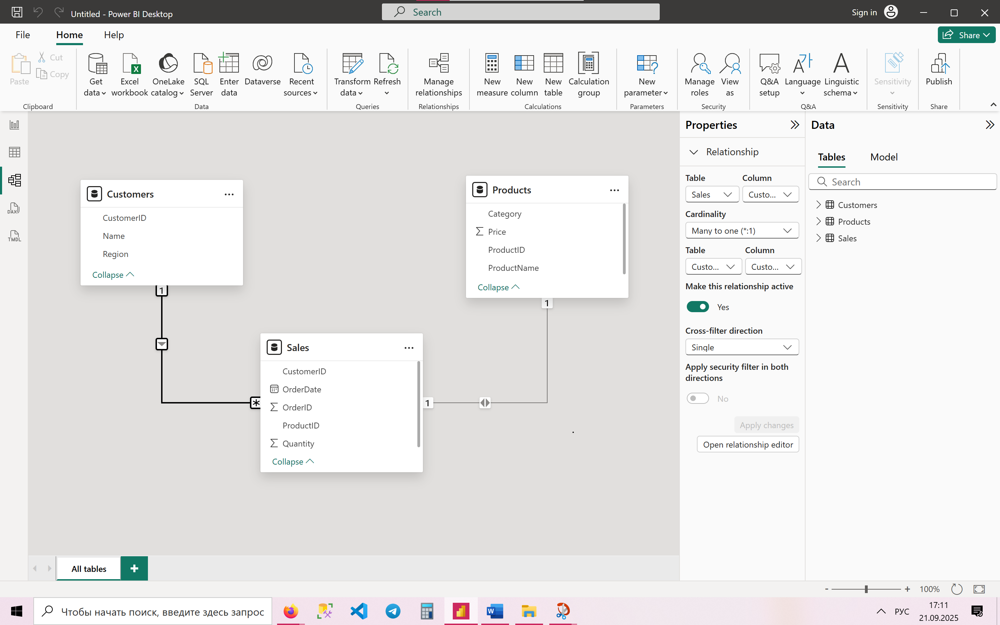 Untitled - Power BI Desktop
Search
Sign in
File
Home
Help
Share
Paste
Cut
Copy
Clipboard
Get data
Excel workbook
OneLake catalog
SQL Server
Enter data
Dataverse
Recent sources
Data
Transform data
Refresh
Queries
Manage relationships
Relationships
New measure
New column
New table
Calculation group
Calculations
New parameter
Parameters
Manage roles
View as
Security
Q&A setup
Language
Linguistic schema
Q&A
Sensitivity
Sensitivity
Publish
Share
DAX
TMDL
Customers
CustomerID
Name
Region
Collapse
1
Products
Category
Price
ProductID
ProductName
Collapse
1
Sales
CustomerID
OrderDate
OrderID
ProductID
Quantity
Collapse
*
1
Properties
Relationship
Table
Column
Sales
Custo...
Cardinality
Many to one (*:1)
Table
Column
Custo...
Custo...
Make this relationship active
Yes
Cross-filter direction
Single
Apply security filter in both
directions
No
Apply changes
Open relationship editor
Data
Tables
Model
Search
Customers
Products
Sales
All tables
+
- + 100%
Чтобы начать поиск, введите здесь запрос
РУС
17:11
21.09.2025